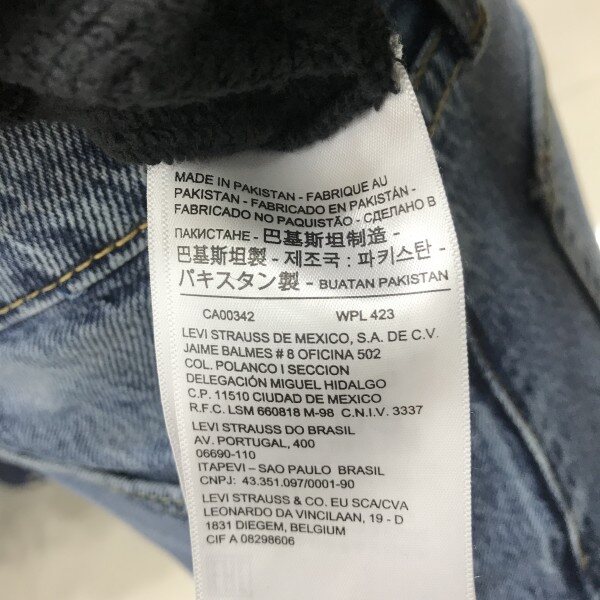 MADE IN PAKISTAN - FABRIQUE AU
PAKISTAN - FABRICADO EN PAKISTÁN -
FABRICADO NO PAQUISTÃO - СДЕЛАНО В
ПАКИСТАНЕ - 巴基斯坦制造 -
巴基斯坦製 - 제조국 : 파키스탄 -
パキスタン製 - BUATAN PAKISTAN
CA00342 WPL 423
LEVI STRAUSS DE MEXICO, S.A. DE C.V.
JAIME BALMES # 8 OFICINA 502
COL. POLANCO I SECCION
DELEGACIÓN MIGUEL HIDALGO
C.P. 11510 CIUDAD DE MEXICO
R.F.C. LSM 660818 M-98 C.N.I.V. 3337
LEVI STRAUSS DO BRASIL
AV. PORTUGAL, 400
06690-110
ITAPEVI – SAO PAULO BRASIL
CNPJ: 43.351.097/0001-90
LEVI STRAUSS & CO. EU SCA/CVA
LEONARDO DA VINCILAAN, 19 - D
1831 DIEGEM, BELGIUM
CIF A 08298606